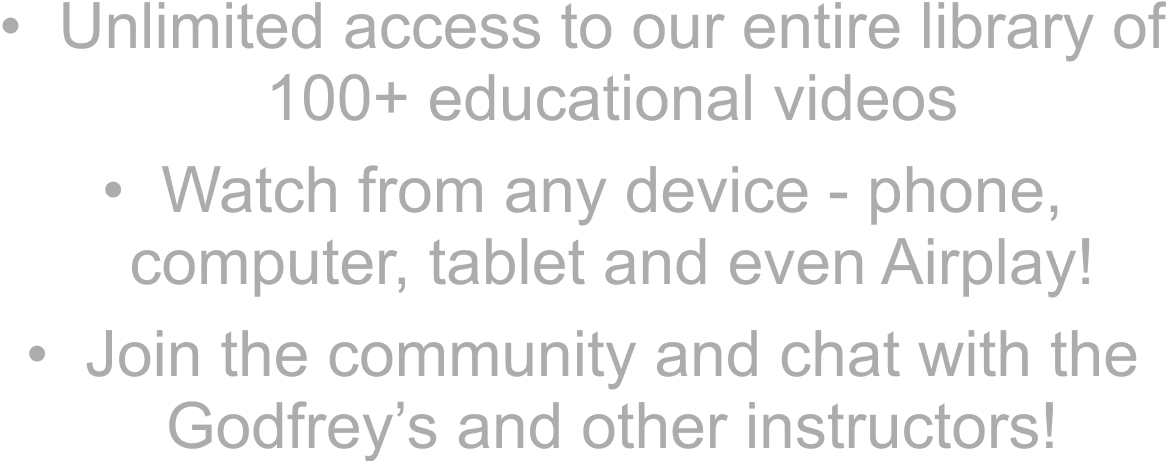 • Unlimited access to our entire library of
100+ educational videos
• Watch from any device - phone,
computer, tablet and even Airplay!
• Join the community and chat with the
Godfrey’s and other instructors!